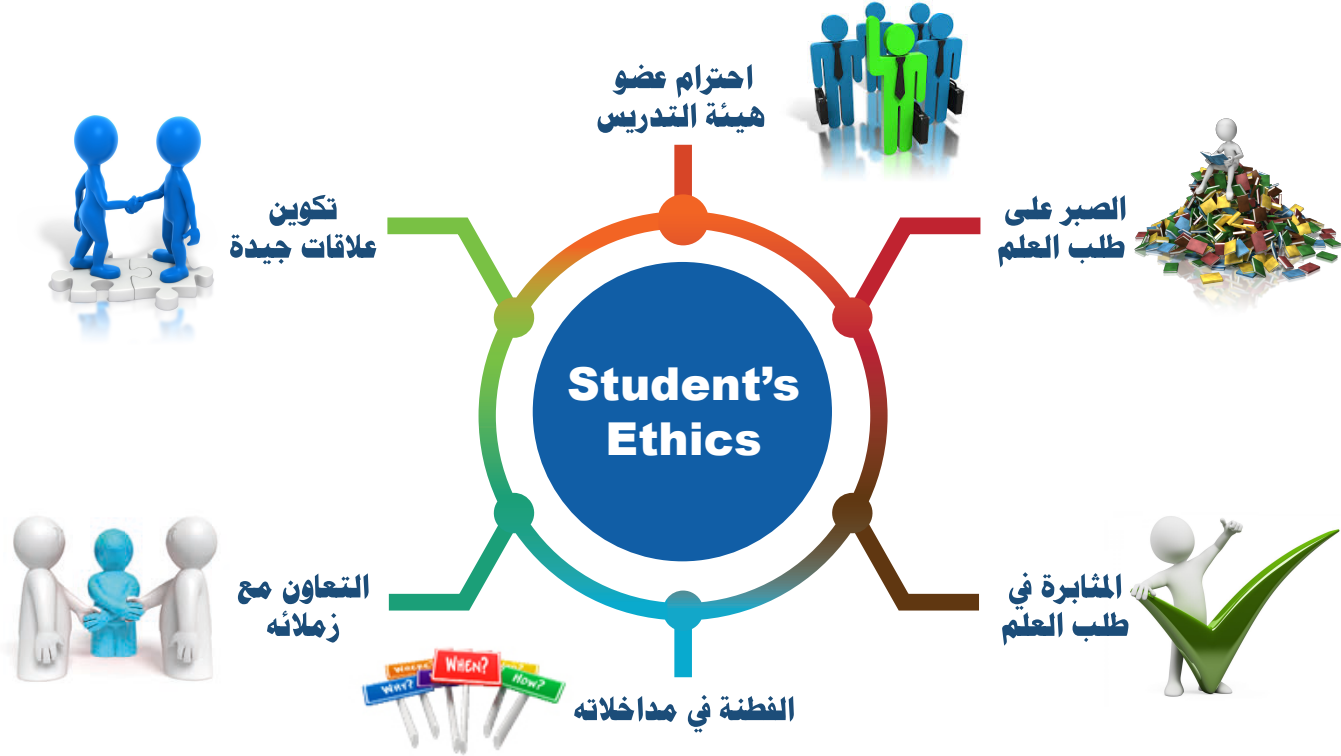 احترام عضو
هيئة التدريس
الصبر على
طلب العلم
المثابرة في
طلب العلم
الفطنة في مداخلاته
التعاون مع
زملائه
تكوين
علاقات جيدة
Student's
Ethics
WHERE?
WHEN?
WHY?
HOW?